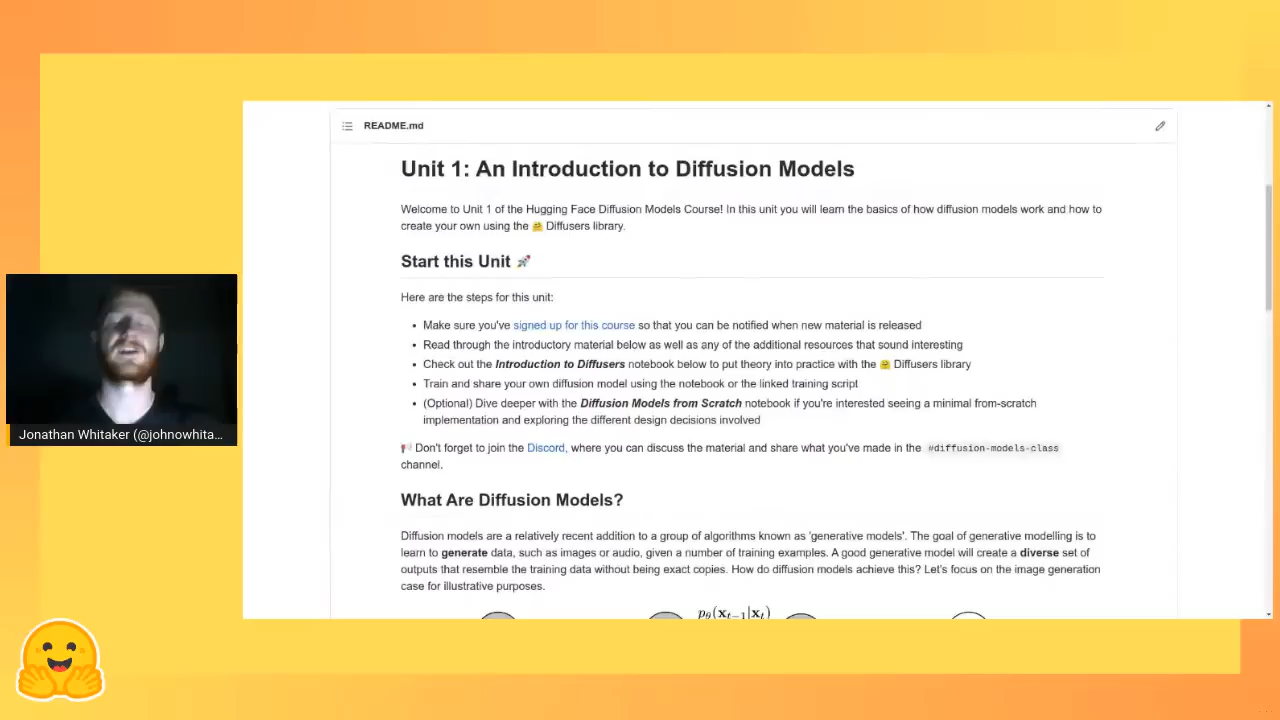 README.md
Unit 1: An Introduction to Diffusion Models
Welcome to Unit 1 of the Hugging Face Diffusion Models Course! In this unit you will learn the basics of how diffusion models work and how to
create your own using the 🤗 Diffusers library.
Start this Unit 🚀
Here are the steps for this unit:
• Make sure you've signed up for this course so that you can be notified when new material is released
• Read through the introductory material below as well as any of the additional resources that sound interesting
• Check out the Introduction to Diffusers notebook below to put theory into practice with the 🤗 Diffusers library
• Train and share your own diffusion model using the notebook or the linked training script
• (Optional) Dive deeper with the Diffusion Models from Scratch notebook if you're interested seeing a minimal from-scratch
implementation and exploring the different design decisions involved
📢 Don't forget to join the Discord, where you can discuss the material and share what you've made in the #diffusion-models-class
channel.
What Are Diffusion Models?
Diffusion models are a relatively recent addition to a group of algorithms known as 'generative models'. The goal of generative modelling is to
learn to generate data, such as images or audio, given a number of training examples. A good generative model will create a diverse set of
outputs that resemble the training data without being exact copies. How do diffusion models achieve this? Let's focus on the image generation
case for illustrative purposes.
pθ(xt−1|xt)
Jonathan Whitaker (@johnowhita...